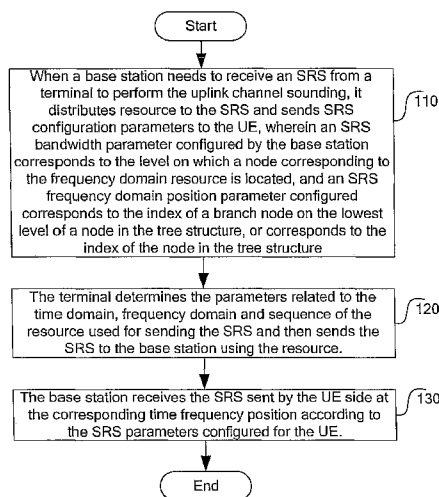 Start
When a base station needs to receive an SRS from a
terminal to perform the uplink channel sounding, it
distributes resource to the SRS and sends SRS
configuration parameters to the UE, wherein an SRS
bandwidth parameter configured by the base station
corresponds to the level on which a node corresponding to
the frequency domain resource is located, and an SRS
frequency domain position parameter configured
corresponds to the index of a branch node on the lowest
level of a node in the tree structure, or corresponds to the
index of the node in the tree structure
110
The terminal determines the parameters related to the
time domain, frequency domain and sequence of the
resource used for sending the SRS and then sends the
SRS to the base station using the resource.
120
The base station receives the SRS sent by the UE side at
the corresponding time frequency position according to
the SRS parameters configured for the UE.
130
End